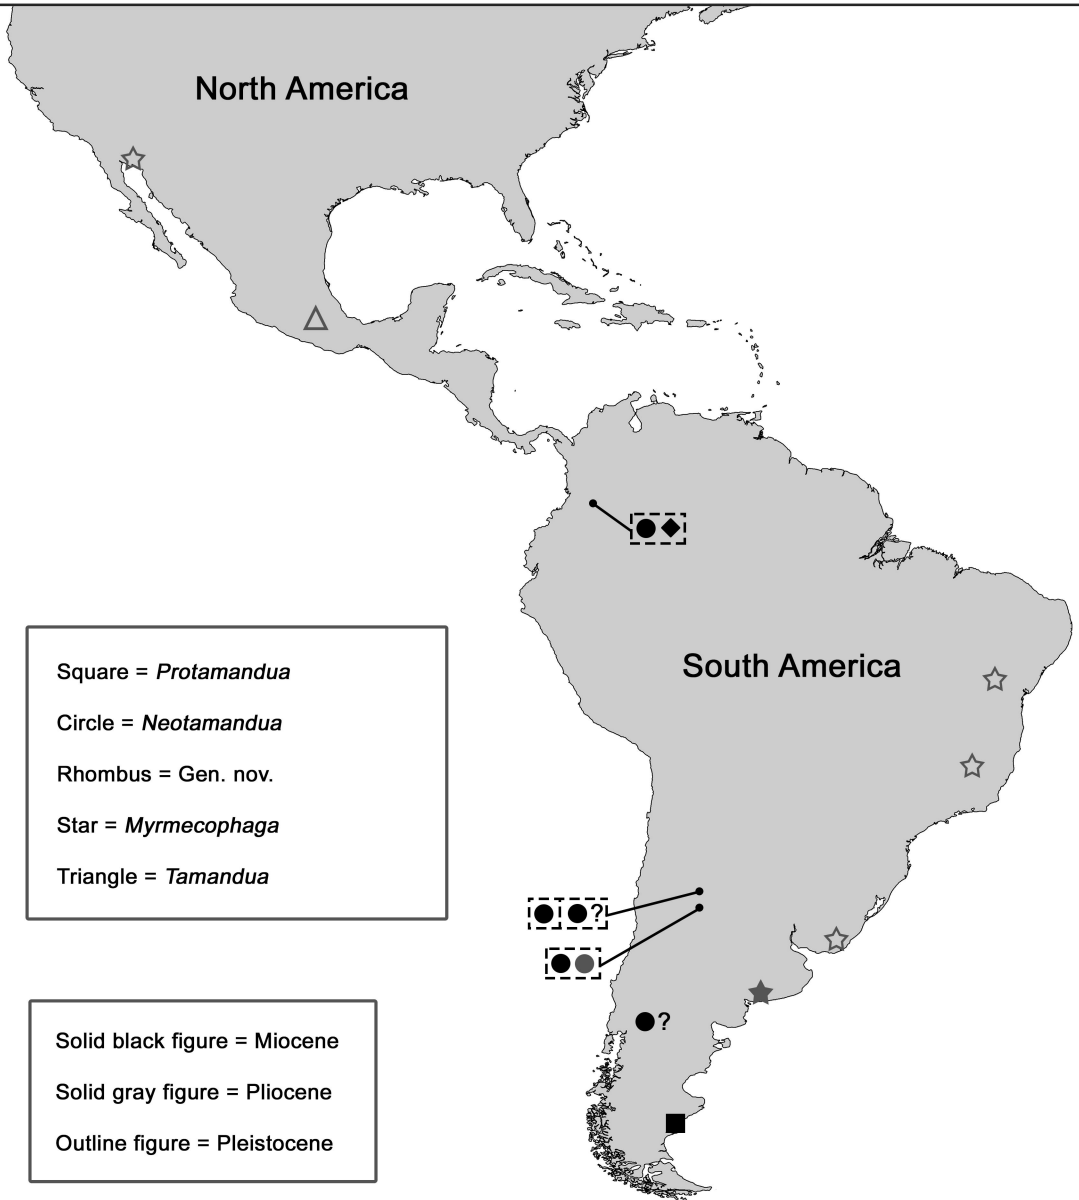 North America
South America
Square = Protamandua
Circle = Neotamandua
Rhombus = Gen. nov.
Star = Myrmecophaga
Triangle = Tamandua
?
?
Solid black figure = Miocene
Solid gray figure = Pliocene
Outline figure = Pleistocene